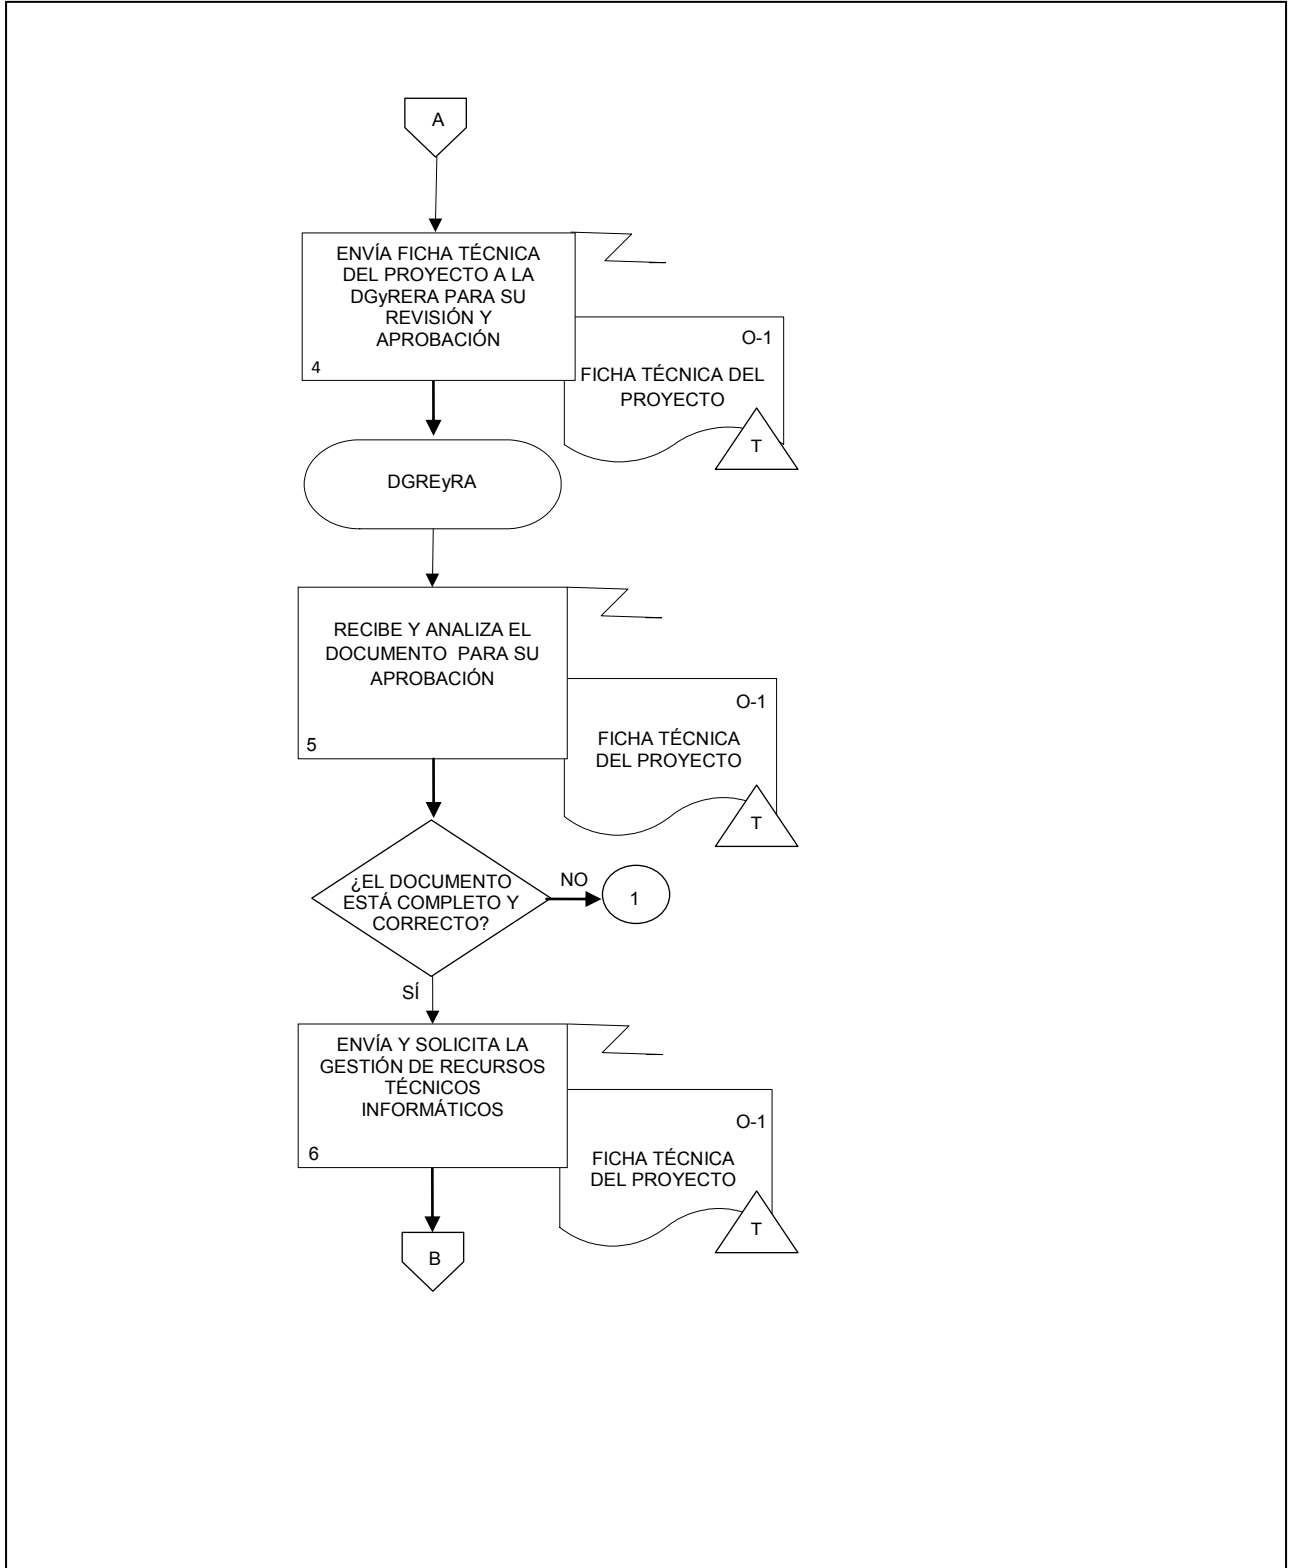 A
ENVÍA FICHA TÉCNICA
DEL PROYECTO A LA
DGyRERA PARA SU
REVISIÓN Y
APROBACIÓN
4
O-1
FICHA TÉCNICA DEL
PROYECTO
T
DGREyRA
RECIBE Y ANALIZA EL
DOCUMENTO PARA SU
APROBACIÓN
5
O-1
FICHA TÉCNICA
DEL PROYECTO
T
¿EL DOCUMENTO
ESTÁ COMPLETO Y
CORRECTO?
NO
1
SÍ
ENVÍA Y SOLICITA LA
GESTIÓN DE RECURSOS
TÉCNICOS
INFORMÁTICOS
6
O-1
FICHA TÉCNICA
DEL PROYECTO
T
B